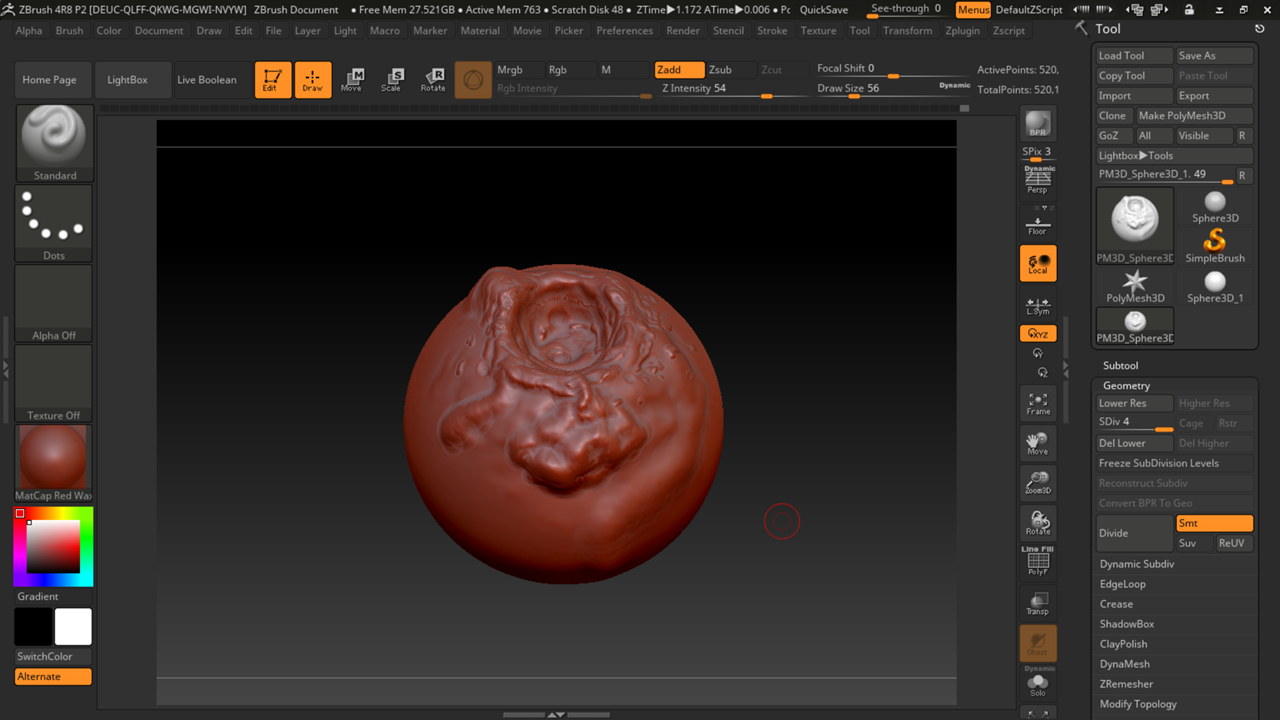 ZBrush 4R8 P2 [DEUC-QLFF-QKWG-MGWI-NVYW] ZBrush Document • Free Mem 27.521GB • Active Mem 763 • Scratch Disk 48 • ZTime▶1.172 ATime▶0.006 • Pc QuickSave See-through 0 Menus DefaultZScript
Alpha Brush Color Document Draw Edit File Layer Light Macro Marker Material Movie Picker Preferences Render Stencil Stroke Texture Tool Transform Zplugin Zscript
Home Page LightBox Live Boolean Edit Draw Move Scale Rotate
Mrgb Rgb M Zadd Zsub Zcut Focal Shift 0 ActivePoints: 520,
Rgb Intensity Z Intensity 54 Draw Size 56 Dynamic TotalPoints: 520,1
Standard
Dots
Alpha Off
Texture Off
MatCap Red Wax
Gradient
SwitchColor
Alternate
BPR
SPix 3
Dynamic
Persp
Floor
Local
L.Sym
XYZ
Y
Z
Frame
Move
Zoom3D
Rotate
Line Fill
PolyF
Transp
Ghost
Dynamic
Solo
Tool
Load Tool Save As
Copy Tool Paste Tool
Import Export
Clone Make PolyMesh3D
GoZ All Visible R
Lightbox▶Tools
PM3D_Sphere3D_1. 49 R
Sphere3D
PM3D_Sphere3D SimpleBrush
PolyMesh3D Sphere3D_1
PM3D_Sphere3D
Subtool
Geometry
Lower Res Higher Res
SDiv 4 Cage Rstr
Del Lower Del Higher
Freeze SubDivision Levels
Reconstruct Subdiv
Convert BPR To Geo
Divide Smt
Suv ReUV
Dynamic Subdiv
EdgeLoop
Crease
ShadowBox
ClayPolish
DynaMesh
ZRemesher
Modify Topology